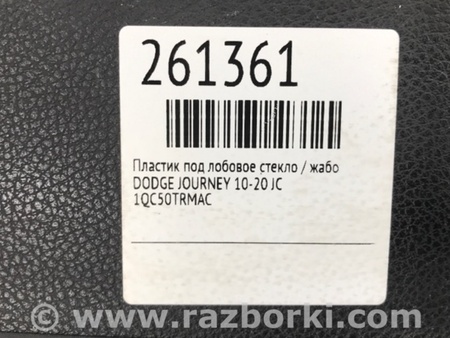 261361
Пластик под лобовое стекло / жабо
DODGE JOURNEY 10-20 JC
1QC50TRMAC
© www.razborki.com